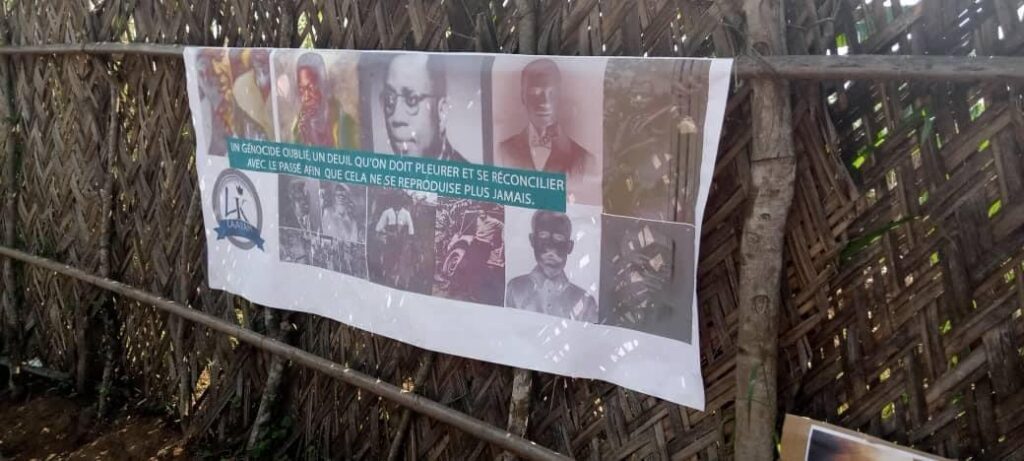 UN GÉNOCIDE OUBLIÉ, UN DEUIL QU'ON DOIT PLEURER ET SE RÉCONCILIER
AVEC LE PASSÉ AFIN QUE CELA NE SE REPRODUISE PLUS JAMAIS.
LK